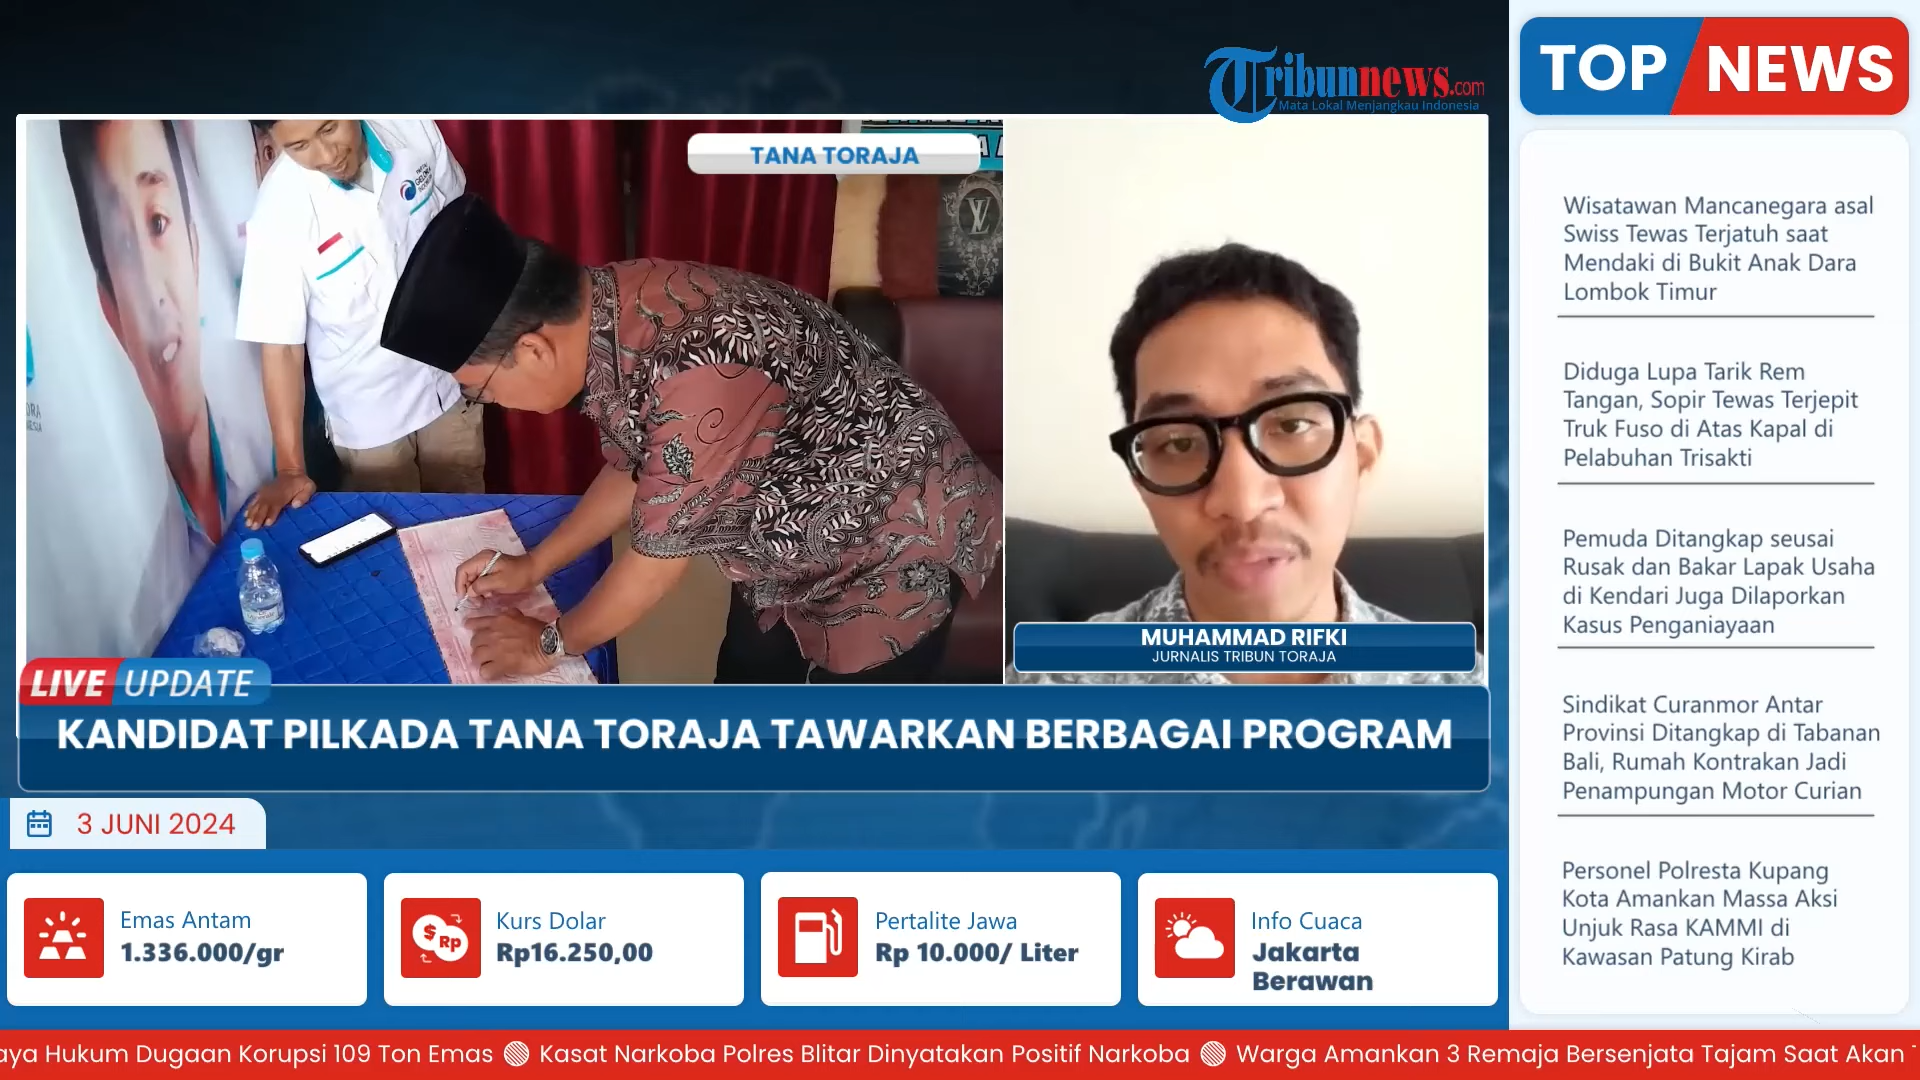 Tribunnews.com
Mata Lokal Menjangkau Indonesia
TOP NEWS
TANA TORAJA
PARTAI
GELORA
INDONESIA
LV
MUHAMMAD RIFKI
JURNALIS TRIBUN TORAJA
LIVE UPDATE
KANDIDAT PILKADA TANA TORAJA TAWARKAN BERBAGAI PROGRAM
3 JUNI 2024
Emas Antam
1.336.000/gr
Kurs Dolar
Rp16.250,00
Pertalite Jawa
Rp 10.000/ Liter
Info Cuaca
Jakarta
Berawan
Wisatawan Mancanegara asal
Swiss Tewas Terjatuh saat
Mendaki di Bukit Anak Dara
Lombok Timur
Diduga Lupa Tarik Rem
Tangan, Sopir Tewas Terjepit
Truk Fuso di Atas Kapal di
Pelabuhan Trisakti
Pemuda Ditangkap seusai
Rusak dan Bakar Lapak Usaha
di Kendari Juga Dilaporkan
Kasus Penganiayaan
Sindikat Curanmor Antar
Provinsi Ditangkap di Tabanan
Bali, Rumah Kontrakan Jadi
Penampungan Motor Curian
Personel Polresta Kupang
Kota Amankan Massa Aksi
Unjuk Rasa KAMMI di
Kawasan Patung Kirab
aya Hukum Dugaan Korupsi 109 Ton Emas Kasat Narkoba Polres Blitar Dinyatakan Positif Narkoba Warga Amankan 3 Remaja Bersenjata Tajam Saat Akan